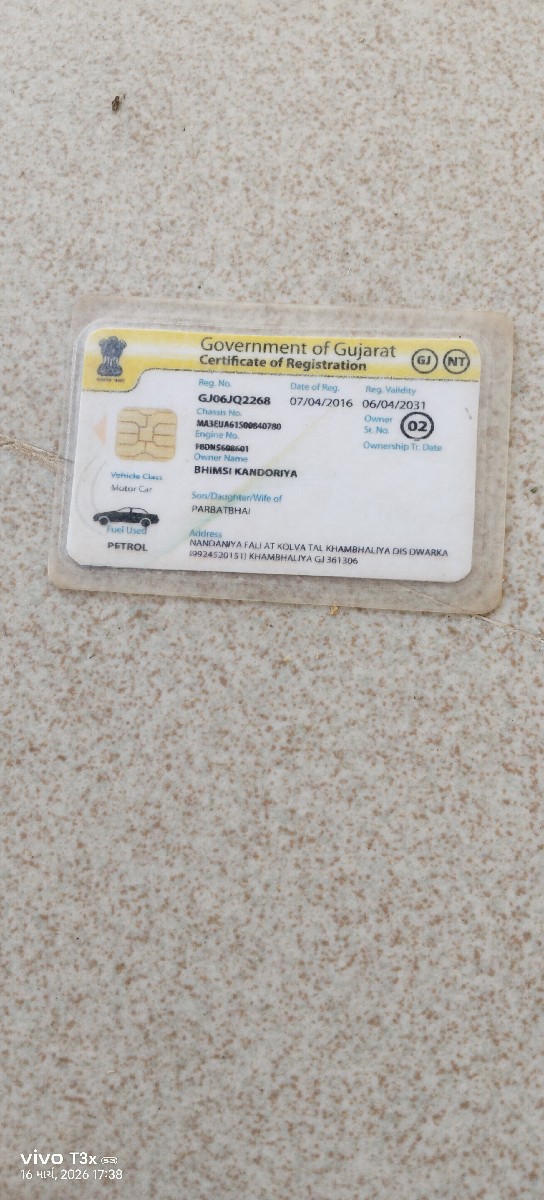 Government of Gujarat
Certificate of Registration
GJ NT
Reg. No. Date of Reg. Reg. Validity
GJ06JQ2268 07/04/2016 06/04/2031
Chassis No.
MA3EUA61S00840780
Owner Sr. No. 02
Engine No.
F8DN5608601
Ownership Tr. Date
Owner Name
BHIMSI KANDORIYA
Vehicle Class
Motor Car
Son/Daughter/Wife of
PARBATBHAI
Fuel Used
PETROL
Address
NANDANIYA FALI AT KOLVA TAL KHAMBHALIYA DIS DWARKA
(9924520151) KHAMBHALIYA GJ 361306
vivo T3x 5G
16 માર્ચ, 2026 17:38